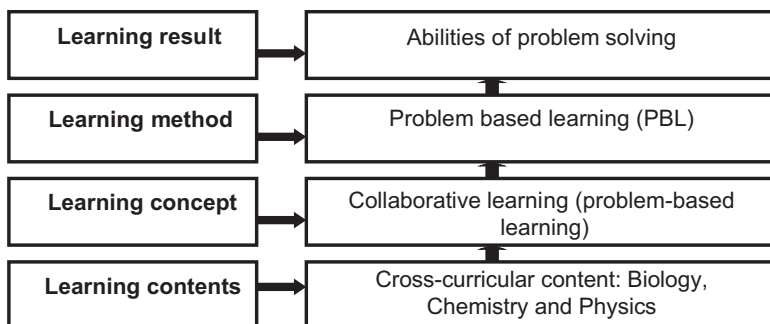 Learning result
Abilities of problem solving
Learning method
Problem based learning (PBL)
Learning concept
Collaborative learning (problem-based
learning)
Learning contents
Cross-curricular content: Biology,
Chemistry and Physics